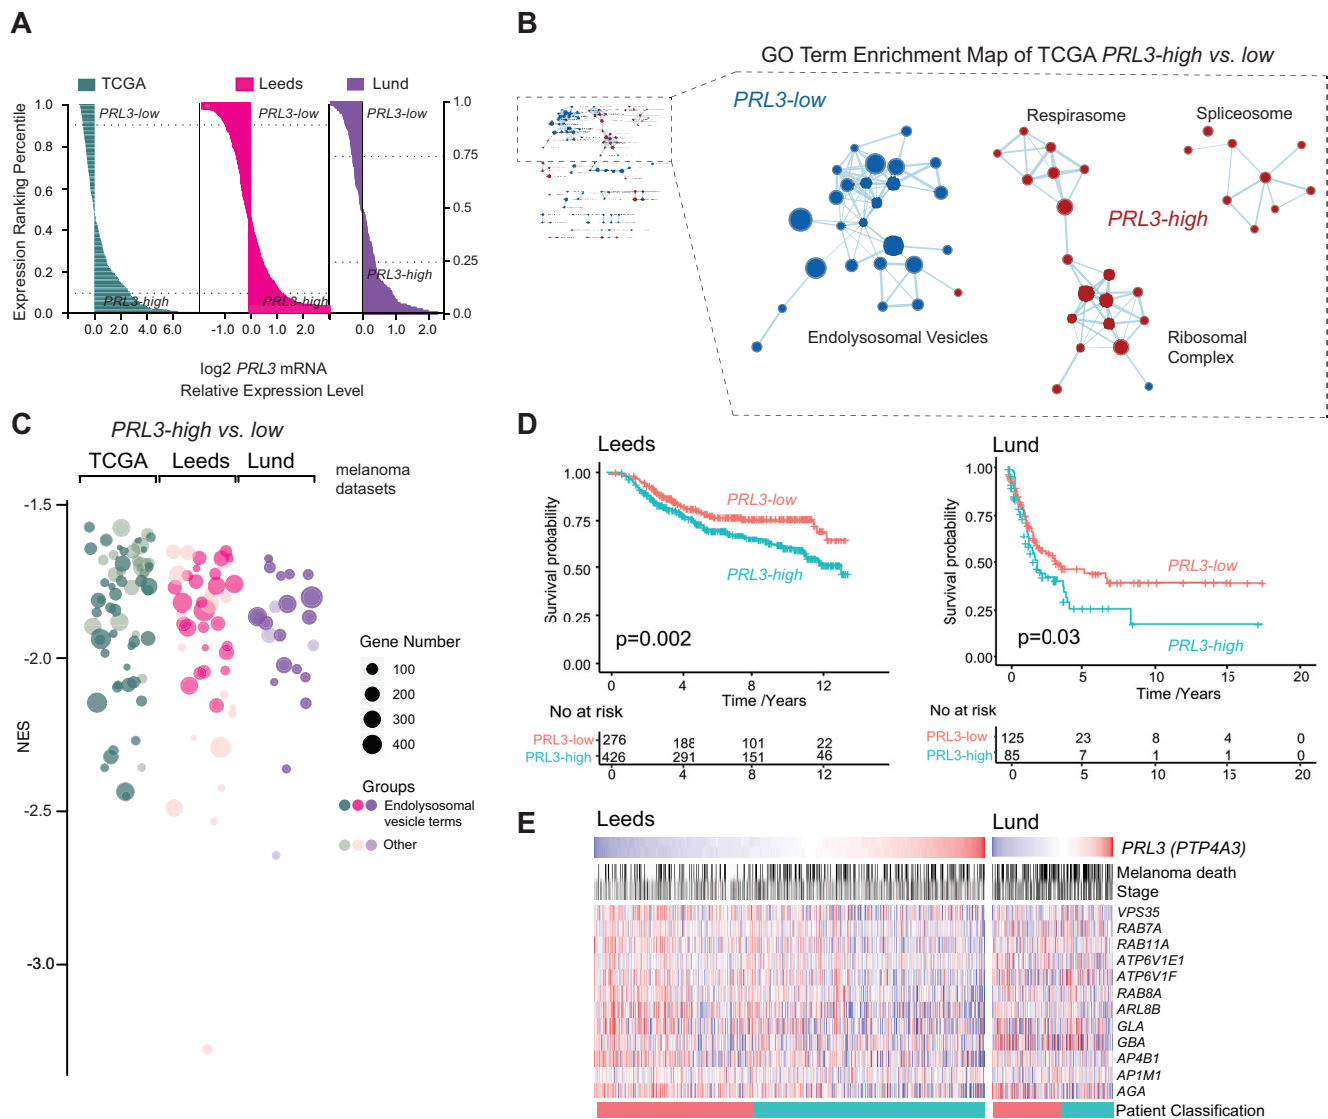 A
TCGA
Leeds
Lund
PRL3-low
PRL3-low
PRL3-low
PRL3-high
PRL3-high
PRL3-high
Expression Ranking Percentile
1.0
0.8
0.6
0.4
0.2
0.0
1.0
0.75
0.5
0.25
0.0
0.0 2.0 4.0 6.0
-1.0 0.0 1.0
0.0 1.0 2.0
log2 PRL3 mRNA
Relative Expression Level
B
GO Term Enrichment Map of TCGA PRL3-high vs. low
PRL3-low
Respirasome
Spliceosome
PRL3-high
Endolysosomal Vesicles
Ribosomal
Complex
C
PRL3-high vs. low
TCGA Leeds Lund
melanoma
datasets
NES
-1.5
-2.0
-2.5
-3.0
Gene Number
100
200
300
400
Groups
Endolysosomal
vesicle terms
Other
D
Leeds
Survival probability
1.00
0.75
0.50
0.25
0.00
PRL3-low
PRL3-high
p=0.002
0 4 8 12
Time /Years
No at risk
PRL3-low 276 186 101 22
PRL3-high 426 291 151 46
0 4 8 12
Lund
Survival probability
1.00
0.75
0.50
0.25
0.00
PRL3-low
PRL3-high
p=0.03
0 5 10 15 20
Time /Years
No at risk
PRL3-low 125 23 8 4 0
PRL3-high 85 7 1 1 0
0 5 10 15 20
E
Leeds
Lund
PRL3 (PTP4A3)
Melanoma death
Stage
VPS35
RAB7A
RAB11A
ATP6V1E1
ATP6V1F
RAB8A
ARL8B
GLA
GBA
AP4B1
AP1M1
AGA
Patient Classification